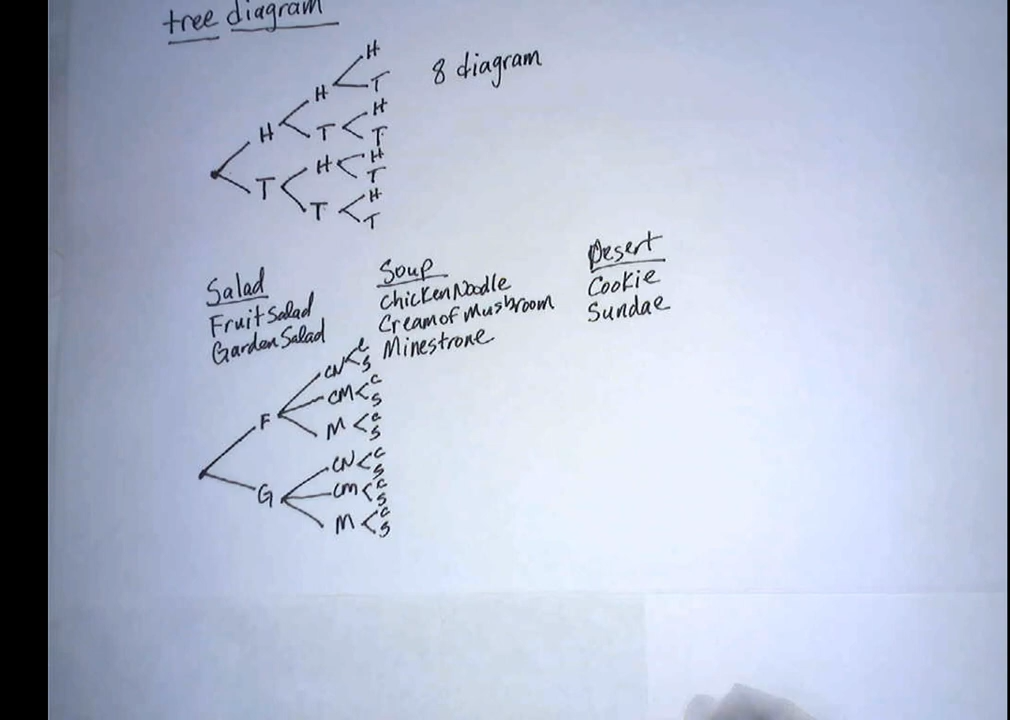 tree diagram
H
T
8 diagram
H
H
T
H
T
H
T
H
T
H
T
H
T
T
Salad
Fruit Salad
Garden Salad
Soup
Chicken Noodle
Cream of Mushroom
Minestrone
Desert
Cookie
Sundae
F
CN
C
S
CM
C
S
M
C
S
G
CN
C
S
CM
C
S
M
C
S